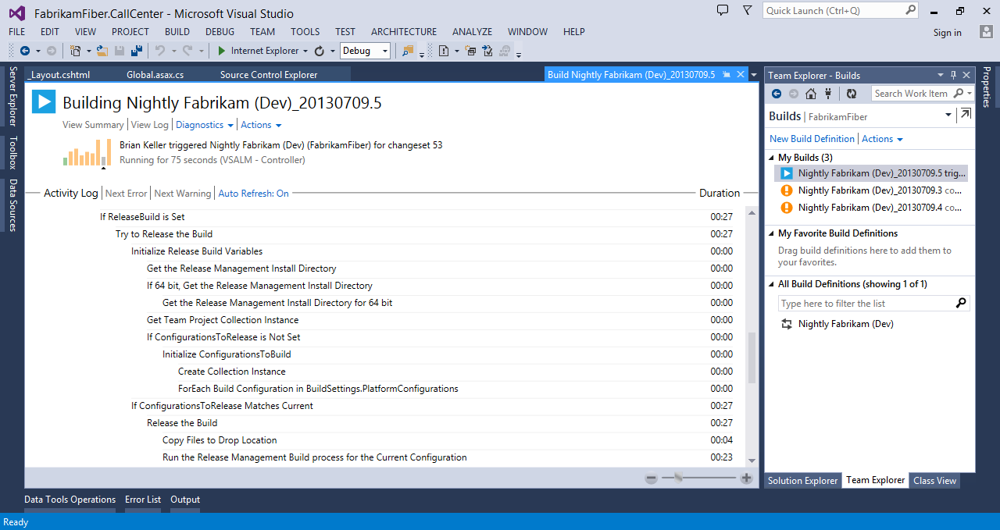 FabrikamFiber.CallCenter - Microsoft Visual Studio
Quick Launch (Ctrl+Q)
FILE EDIT VIEW PROJECT BUILD DEBUG TEAM TOOLS TEST ARCHITECTURE ANALYZE WINDOW HELP
Sign in
Internet Explorer
Debug
Server Explorer
Toolbox
Data Sources
_Layout.cshtml Global.asax.cs Source Control Explorer Build Nightly Fabrikam (Dev)_20130709.5
Building Nightly Fabrikam (Dev)_20130709.5
View Summary View Log Diagnostics Actions
Brian Keller triggered Nightly Fabrikam (Dev) (FabrikamFiber) for changeset 53
Running for 75 seconds (VSALM - Controller)
Activity Log Next Error Next Warning Auto Refresh: On Duration
If ReleaseBuild is Set 00:27
Try to Release the Build 00:27
Initialize Release Build Variables 00:00
Get the Release Management Install Directory 00:00
If 64 bit, Get the Release Management Install Directory 00:00
Get the Release Management Install Directory for 64 bit 00:00
Get Team Project Collection Instance 00:00
If ConfigurationsToRelease is Not Set 00:00
Initialize ConfigurationsToBuild 00:00
Create Collection Instance 00:00
ForEach Build Configuration in BuildSettings.PlatformConfigurations 00:00
If ConfigurationsToRelease Matches Current 00:27
Release the Build 00:27
Copy Files to Drop Location 00:04
Run the Release Management Build process for the Current Configuration 00:23
Team Explorer - Builds
Search Work Item
Builds | FabrikamFiber
New Build Definition Actions
My Builds (3)
Nightly Fabrikam (Dev)_20130709.5 trig...
Nightly Fabrikam (Dev)_20130709.3 co...
Nightly Fabrikam (Dev)_20130709.4 co...
My Favorite Build Definitions
Drag build definitions here to add them to
your favorites.
All Build Definitions (showing 1 of 1)
Type here to filter the list
Nightly Fabrikam (Dev)
Solution Explorer Team Explorer Class View
Properties
Data Tools Operations Error List Output
Ready